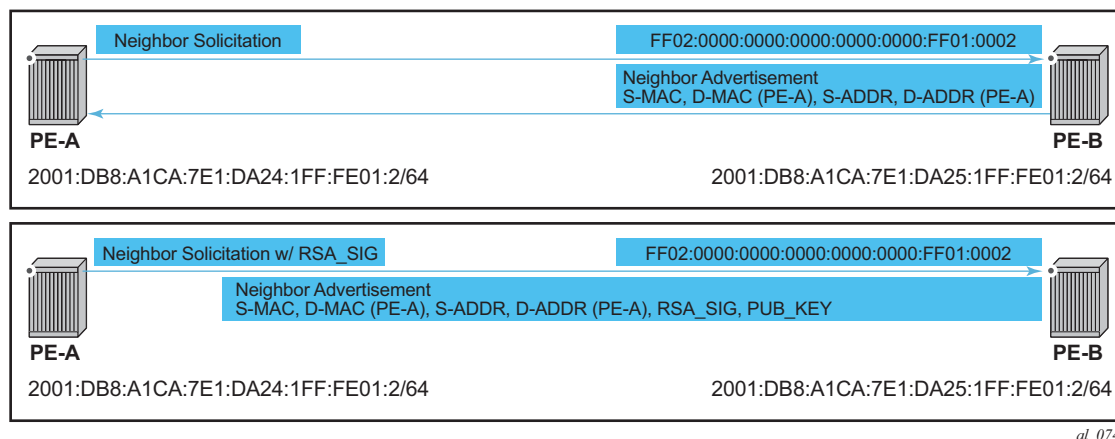 Neighbor Solicitation
FF02:0000:0000:0000:0000:0000:FF01:0002
Neighbor Advertisement
S-MAC, D-MAC (PE-A), S-ADDR, D-ADDR (PE-A)
PE-A
PE-B
2001:DB8:A1CA:7E1:DA24:1FF:FE01:2/64
2001:DB8:A1CA:7E1:DA25:1FF:FE01:2/64
Neighbor Solicitation w/ RSA_SIG
FF02:0000:0000:0000:0000:0000:FF01:0002
Neighbor Advertisement
S-MAC, D-MAC (PE-A), S-ADDR, D-ADDR (PE-A), RSA_SIG, PUB_KEY
PE-A
PE-B
2001:DB8:A1CA:7E1:DA24:1FF:FE01:2/64
2001:DB8:A1CA:7E1:DA25:1FF:FE01:2/64